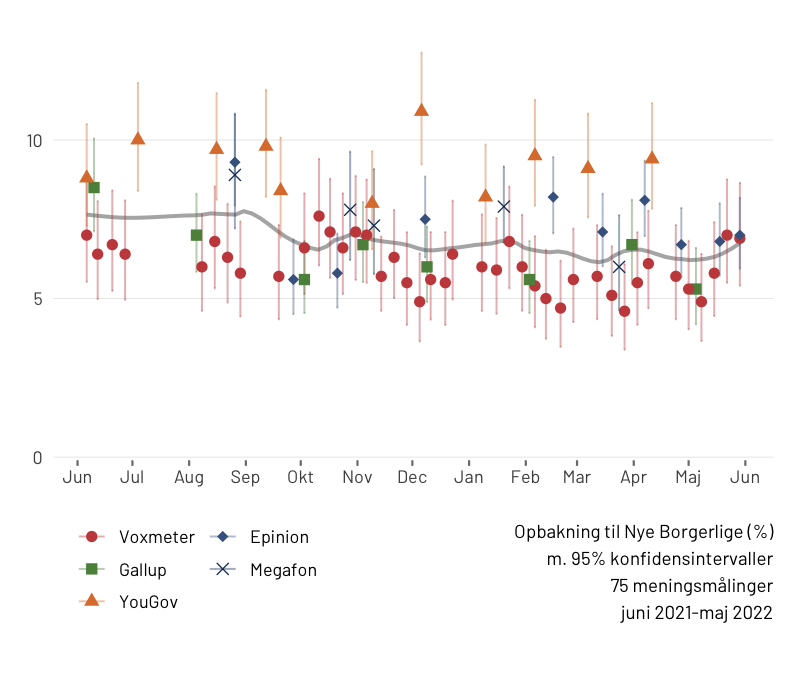 10
5
0
Jun Jul Aug Sep Okt Nov Dec Jan Feb Mar Apr Maj Jun
Voxmeter Epinion
Gallup Megafon
YouGov
Opbakning til Nye Borgerlige (%)
m. 95% konfidensintervaller
75 meningsmålinger
juni 2021-maj 2022